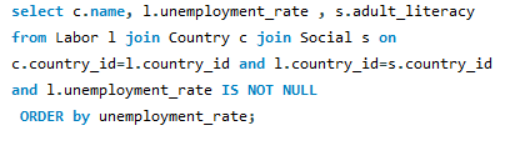 select c.name, l.unemployment_rate , s.adult_literacy
from Labor l join Country c join Social s on
c.country_id=l.country_id and l.country_id=s.country_id
and l.unemployment_rate IS NOT NULL
ORDER by unemployment_rate;